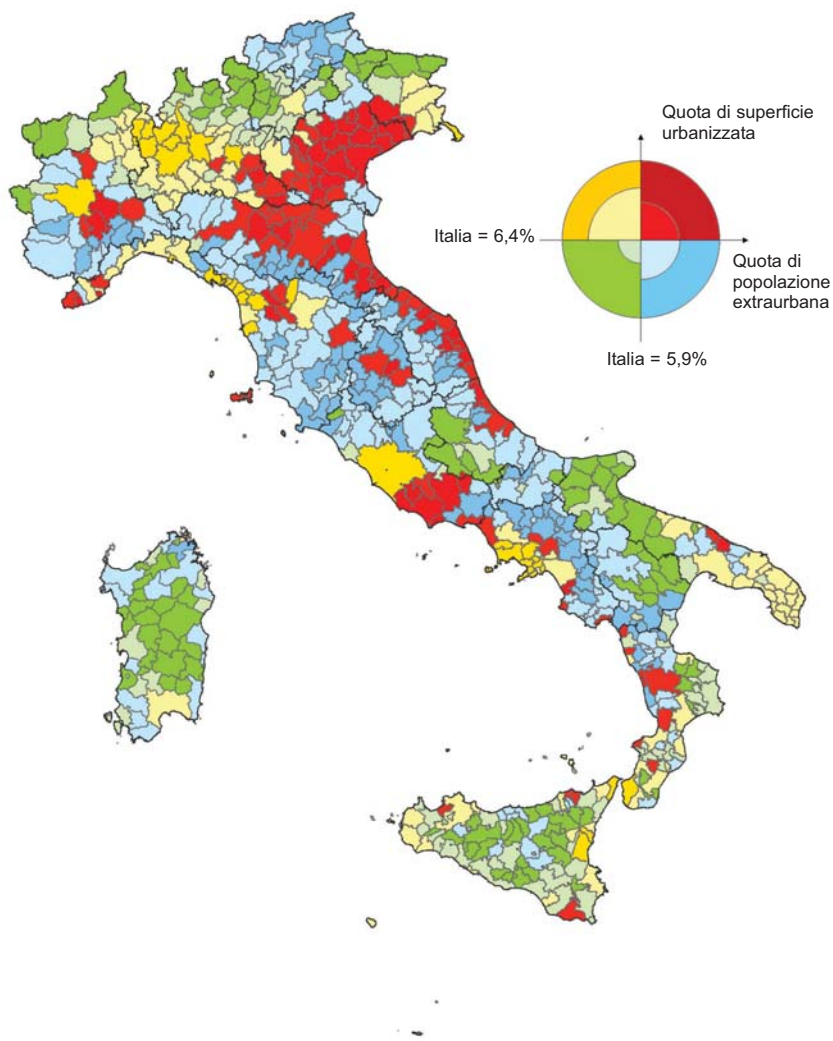 Quota di superficie
urbanizzata
Italia = 6,4%
Quota di
popolazione
extraurbana
Italia = 5,9%